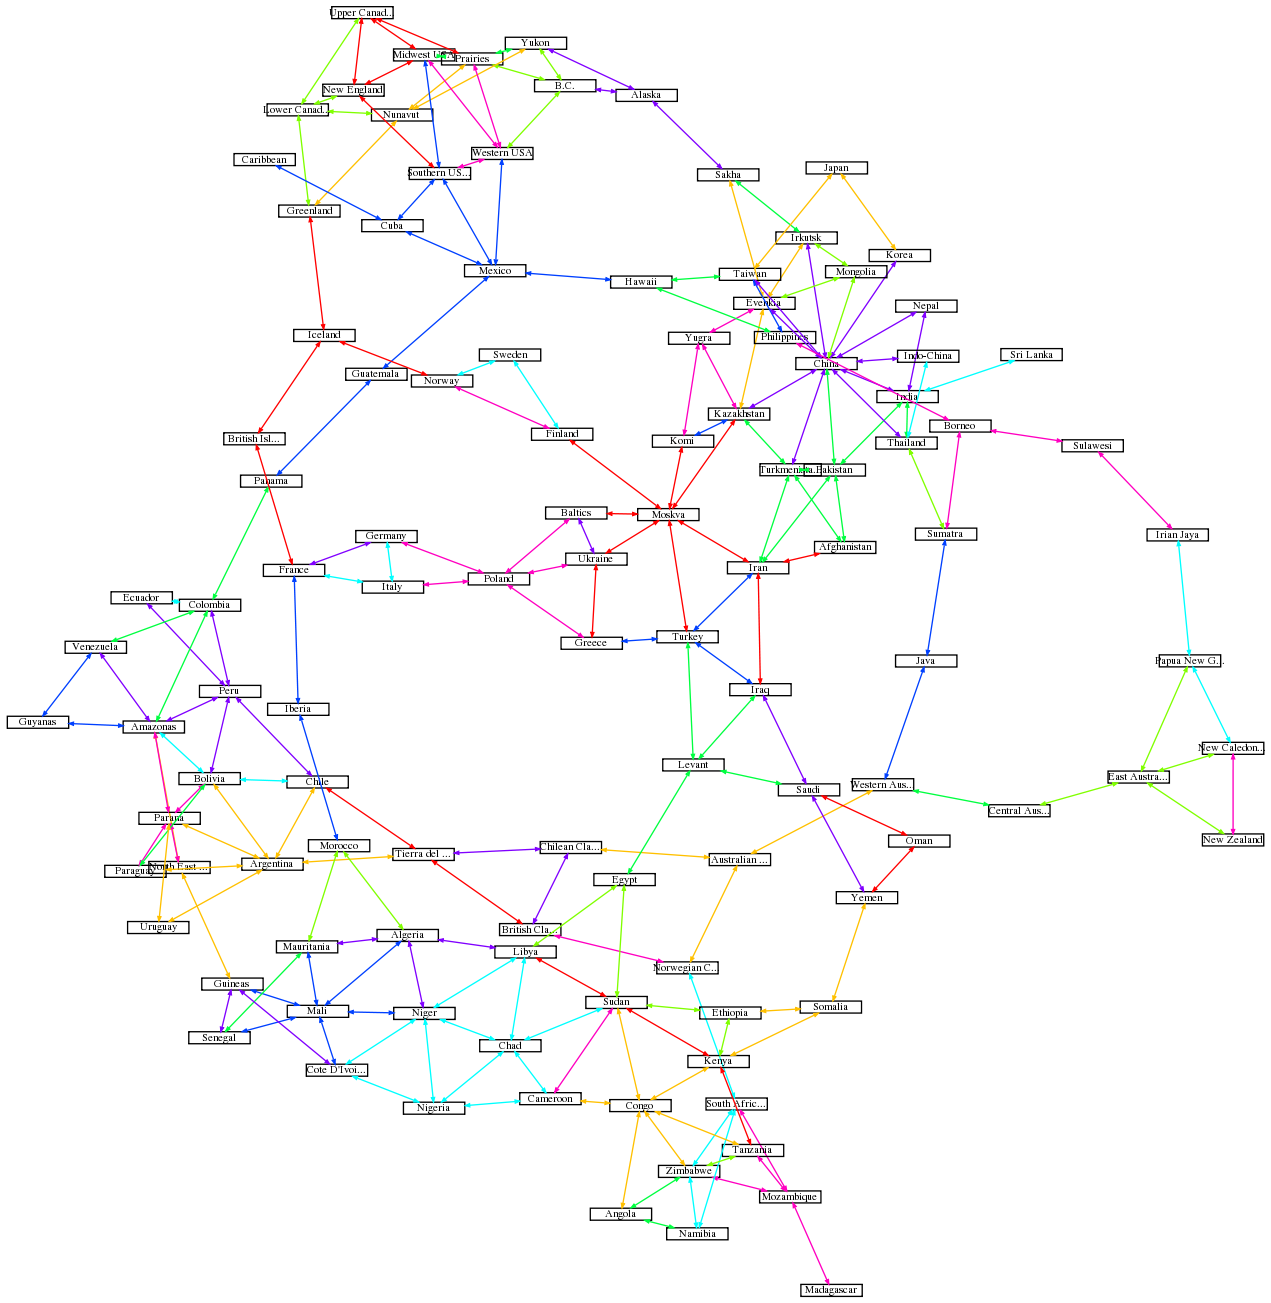 Upper Canad...
Yukon
Midwest USA
Prairies
B.C.
New England
Alaska
Lower Canad...
Nunavut
Western USA
Caribbean
Southern US...
Japan
Sakha
Greenland
Cuba
Irkutsk
Korea
Mexico
Mongolia
Taiwan
Hawaii
Evenkia
Nepal
Iceland
Yugra
Philippines
Sweden
Indo-China
Sri Lanka
China
Guatemala
Norway
India
Kazakhstan
Borneo
Finland
British Isl...
Komi
Thailand
Sulawesi
Turkmenista...
Pakistan
Panama
Baltics
Moskva
Germany
Sumatra
Irian Jaya
Afghanistan
Ukraine
France
Iran
Poland
Italy
Ecuador
Colombia
Turkey
Greece
Venezuela
Java
Papua New G...
Peru
Iraq
Iberia
Guyanas
Amazonas
New Caledon...
Levant
Bolivia
Chile
East Austra...
Western Aus...
Saudi
Central Aus...
Parana
New Zealand
Oman
Morocco
Chilean Cla...
Tierra del ...
Australian ...
Argentina
North East ...
Paraguay
Egypt
Yemen
Uruguay
British Cla...
Algeria
Mauritania
Libya
Norwegian C...
Guineas
Sudan
Somalia
Mali
Niger
Ethiopia
Senegal
Chad
Kenya
Cote D'Ivoi...
Cameroon
South Afric...
Congo
Nigeria
Tanzania
Zimbabwe
Mozambique
Angola
Namibia
Madagascar